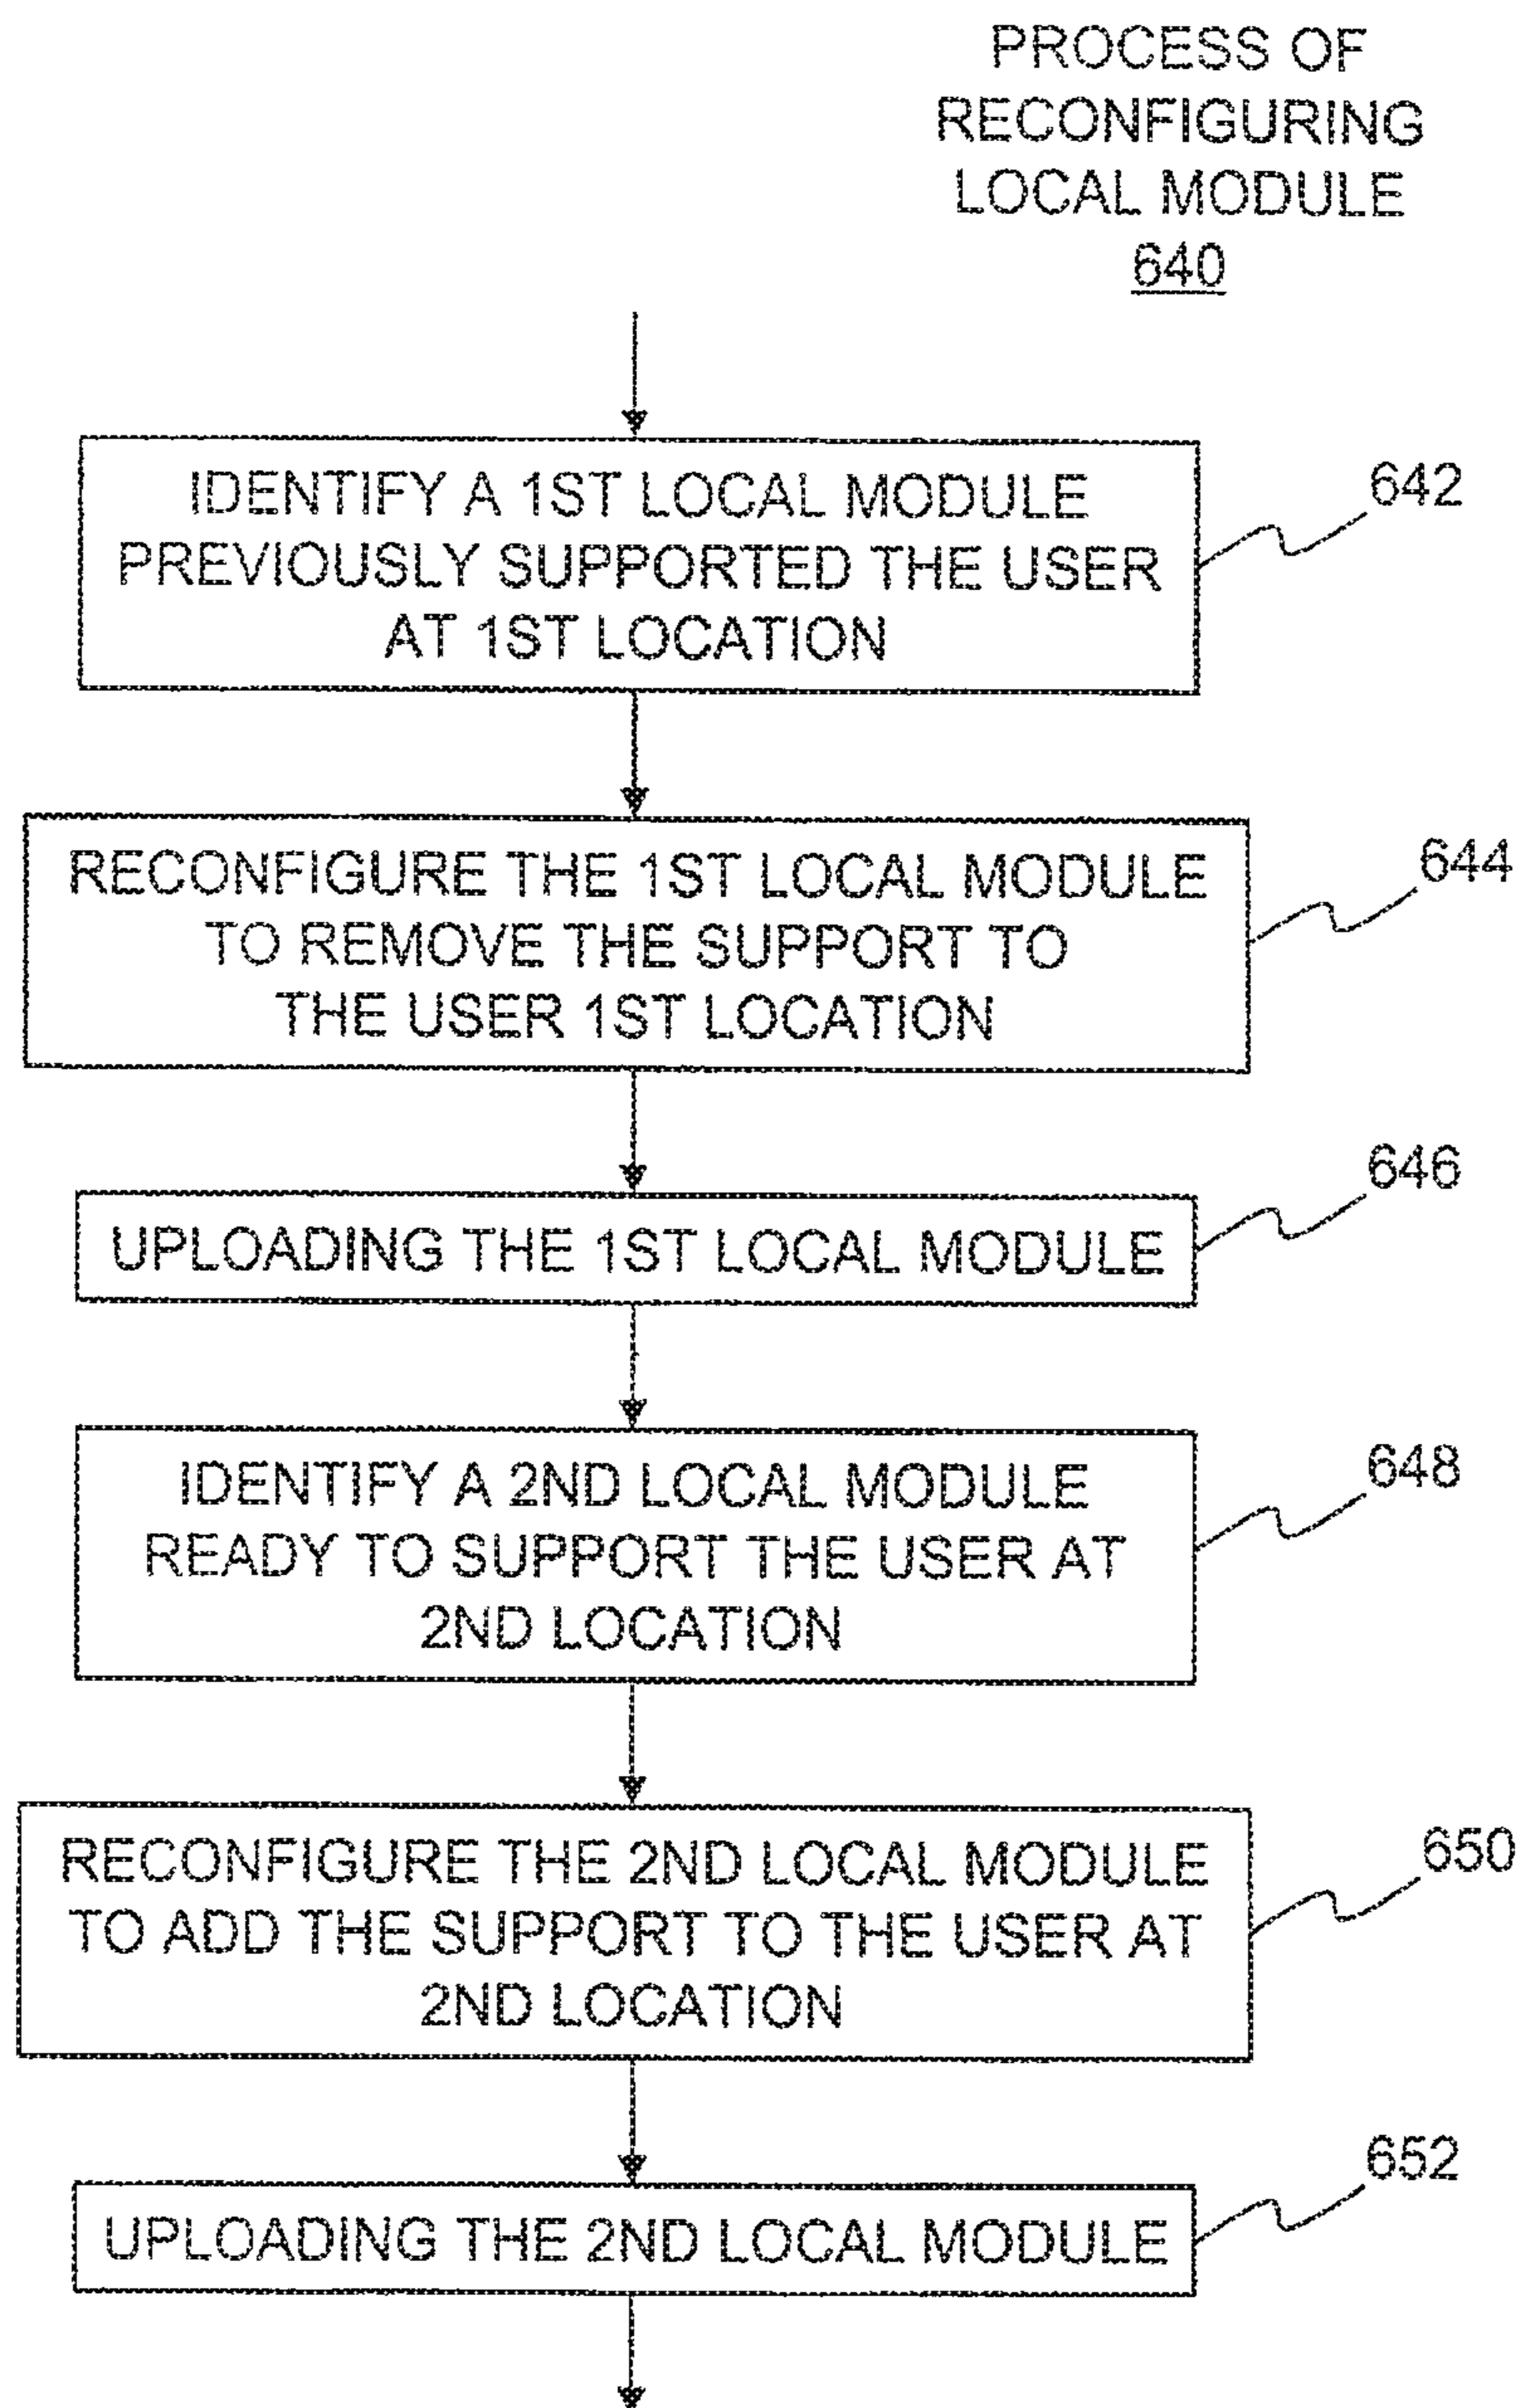 PROCESS OF
RECONFIGURING
LOCAL MODULE
640
IDENTIFY A 1ST LOCAL MODULE
PREVIOUSLY SUPPORTED THE USER
AT 1ST LOCATION
642
RECONFIGURE THE 1ST LOCAL MODULE
TO REMOVE THE SUPPORT TO
THE USER 1ST LOCATION
644
UPLOADING THE 1ST LOCAL MODULE
646
IDENTIFY A 2ND LOCAL MODULE
READY TO SUPPORT THE USER AT
2ND LOCATION
648
RECONFIGURE THE 2ND LOCAL MODULE
TO ADD THE SUPPORT TO THE USER AT
2ND LOCATION
650
UPLOADING THE 2ND LOCAL MODULE
652